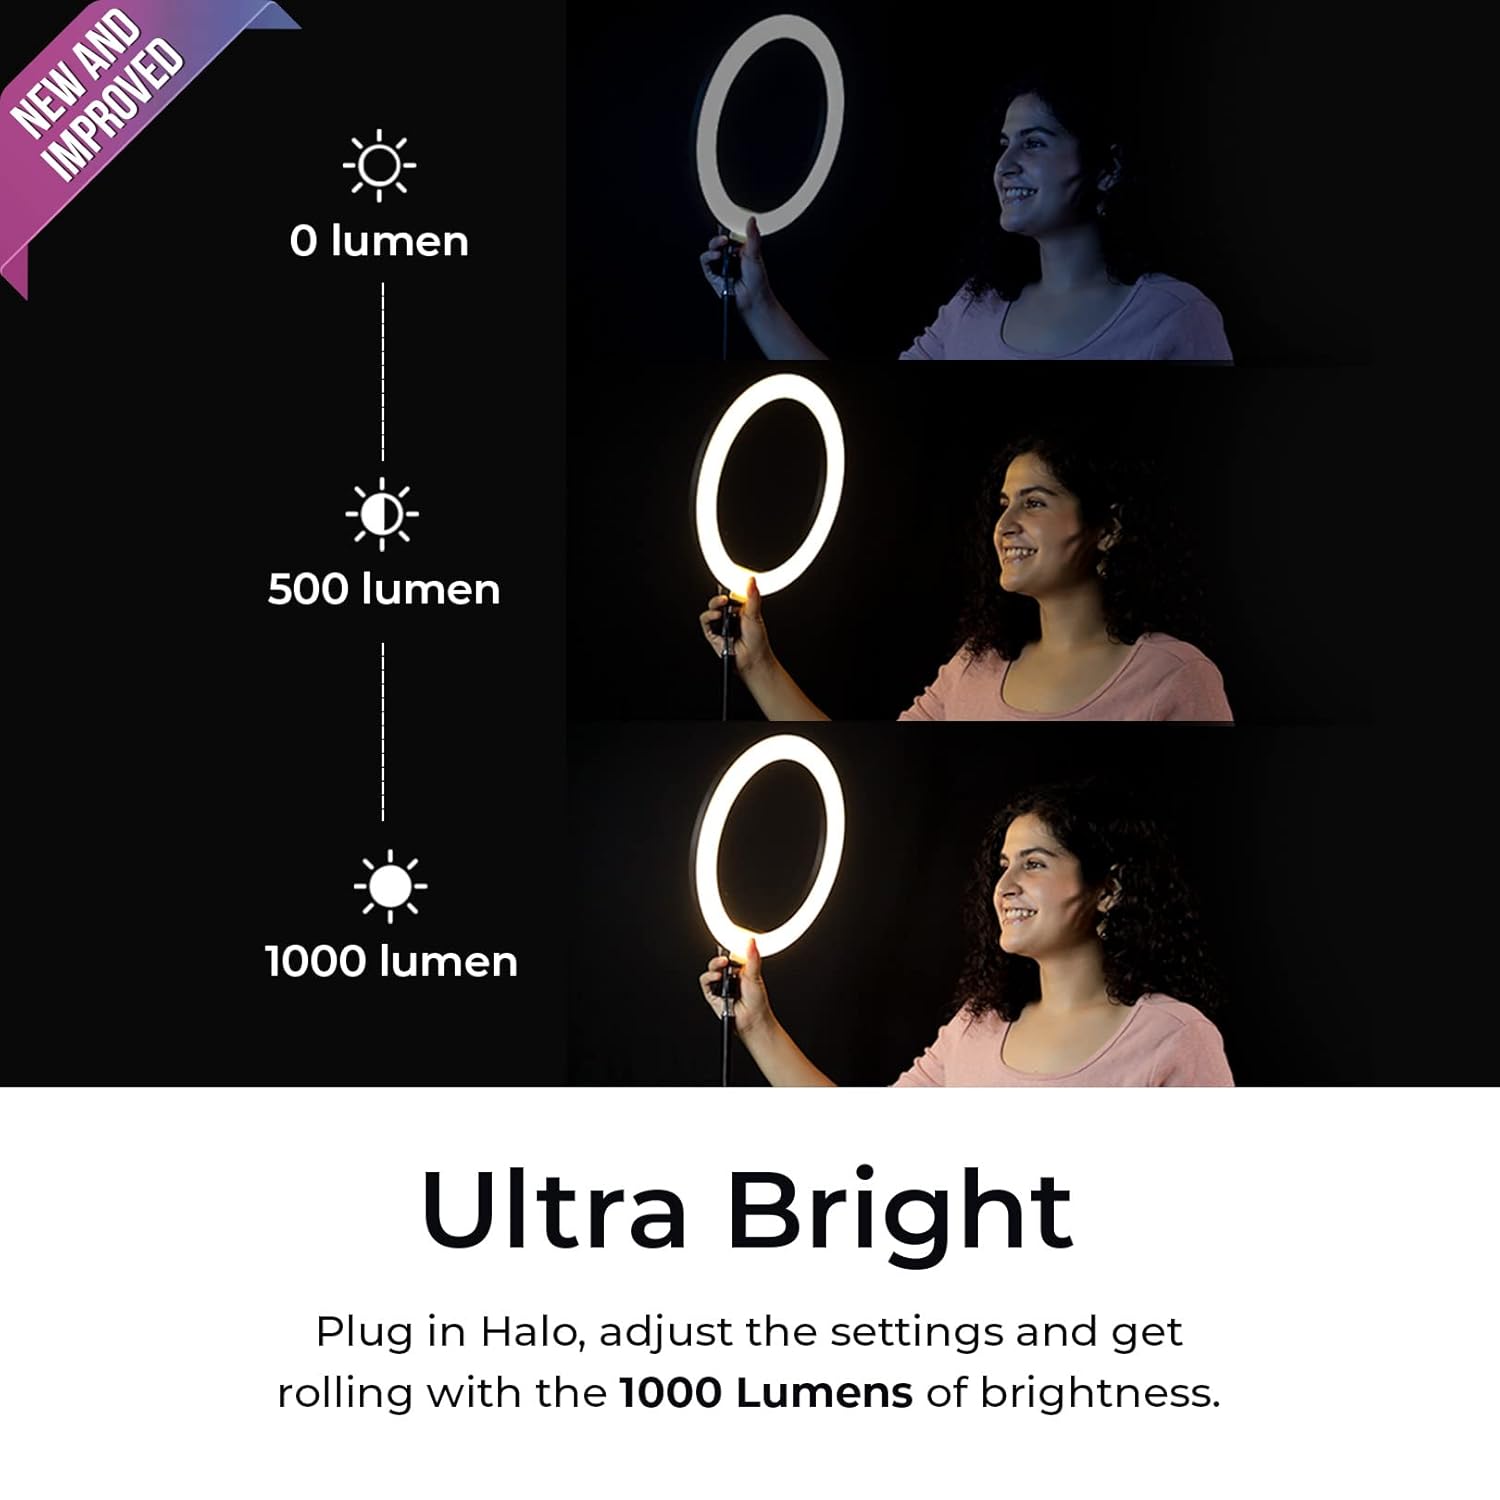 NEW AND
IMPROVED
0 lumen
500 lumen
1000 lumen
Ultra Bright
Plug in Halo, adjust the settings and get
rolling with the 1000 Lumens of brightness.